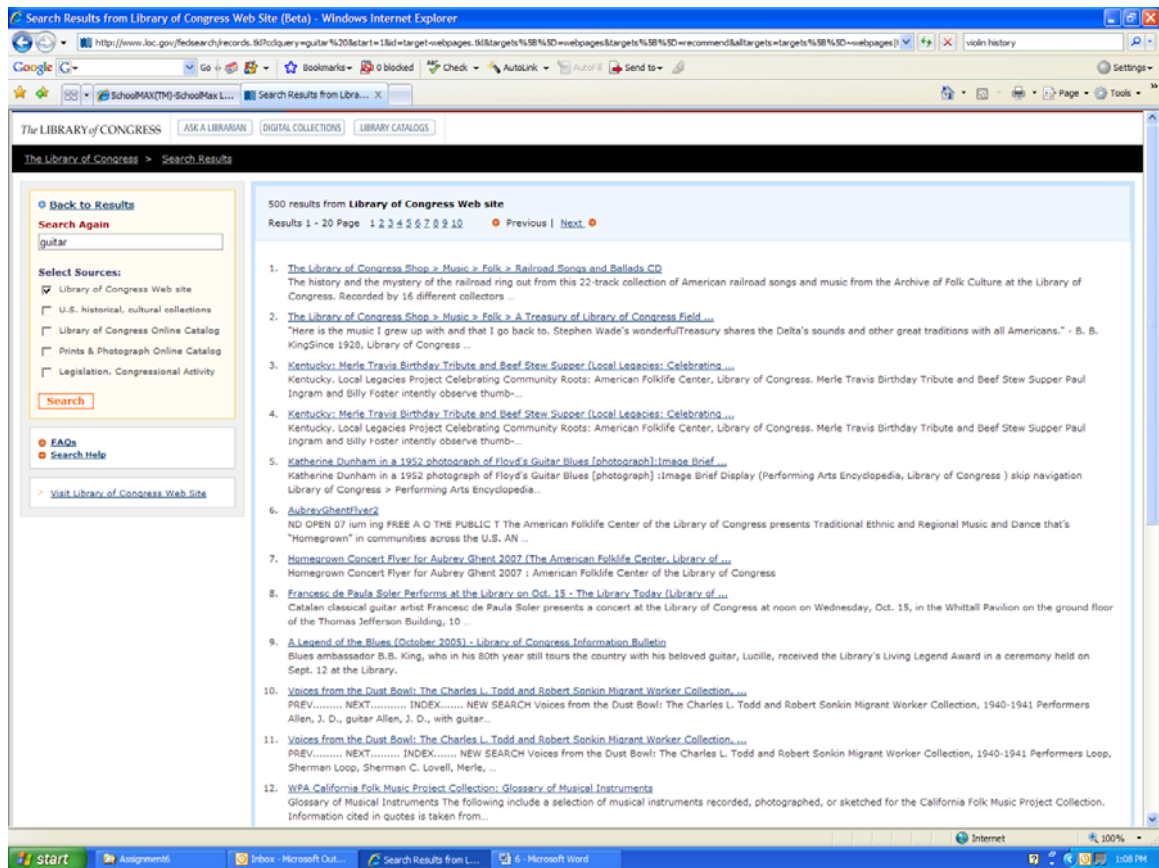 Search Results from Library of Congress Web Site (Beta) - Windows Internet Explorer
violin history
Google
Go
Bookmarks
0 blocked
Check
AutoLink
AutoFill
Send to
Settings
SchoolMAX(TM)-SchoolMax L...
Search Results from Libra...
Page
Tools
The LIBRARY of CONGRESS
ASK A LIBRARIAN
DIGITAL COLLECTIONS
LIBRARY CATALOGS
The Library of Congress > Search Results
Back to Results
Search Again
guitar
Select Sources:
Library of Congress Web site
U.S. historical, cultural collections
Library of Congress Online Catalog
Prints & Photograph Online Catalog
Legislation, Congressional Activity
Search
FAQs
Search Help
> Visit Library of Congress Web Site
500 results from Library of Congress Web site
Results 1 - 20 Page 1 2 3 4 5 6 7 8 9 10 Previous | Next
1. The Library of Congress Shop > Music > Folk > Railroad Songs and Ballads CD
The history and the mystery of the railroad ring out from this 22-track collection of American railroad songs and music from the Archive of Folk Culture at the Library of
Congress. Recorded by 16 different collectors ...
2. The Library of Congress Shop > Music > Folk > A Treasury of Library of Congress Field ...
"Here is the music I grew up with and that I go back to. Stephen Wade's wonderfulTreasury shares the Delta's sounds and other great traditions with all Americans." - B. B.
KingSince 1928, Library of Congress ...
3. Kentucky: Merle Travis Birthday Tribute and Beef Stew Supper (Local Legacies: Celebrating ...
Kentucky. Local Legacies Project Celebrating Community Roots: American Folklife Center, Library of Congress. Merle Travis Birthday Tribute and Beef Stew Supper Paul
Ingram and Billy Foster intently observe thumb-...
4. Kentucky: Merle Travis Birthday Tribute and Beef Stew Supper (Local Legacies: Celebrating ...
Kentucky. Local Legacies Project Celebrating Community Roots: American Folklife Center, Library of Congress. Merle Travis Birthday Tribute and Beef Stew Supper Paul
Ingram and Billy Foster intently observe thumb-...
5. Katherine Dunham in a 1952 photograph of Floyd's Guitar Blues [photograph]:Image Brief ...
Katherine Dunham in a 1952 photograph of Floyd's Guitar Blues [photograph] :Image Brief Display (Performing Arts Encyclopedia, Library of Congress ) skip navigation
Library of Congress > Performing Arts Encyclopedia...
6. AubreyGhentFlyer2
ND OPEN 07 ium ing FREE A O THE PUBLIC T The American Folklife Center of the Library of Congress presents Traditional Ethnic and Regional Music and Dance that's
"Homegrown" in communities across the U.S. AN ...
7. Homegrown Concert Flyer for Aubrey Ghent 2007 (The American Folklife Center, Library of ...
Homegrown Concert Flyer for Aubrey Ghent 2007 : American Folklife Center of the Library of Congress
8. Francesc de Paula Soler Performs at the Library on Oct. 15 - The Library Today (Library of ...
Catalan classical guitar artist Francesc de Paula Soler presents a concert at the Library of Congress at noon on Wednesday, Oct. 15, in the Whittall Pavilion on the ground floor
of the Thomas Jefferson Building, 10 ...
9. A Legend of the Blues (October 2005) - Library of Congress Information Bulletin
Blues ambassador B.B. King, who in his 80th year still tours the country with his beloved guitar, Lucille, received the Library's Living Legend Award in a ceremony held on
Sept. 12 at the Library.
10. Voices from the Dust Bowl: The Charles L. Todd and Robert Sonkin Migrant Worker Collection, ...
PREV......... NEXT........... INDEX....... NEW SEARCH Voices from the Dust Bowl: The Charles L. Todd and Robert Sonkin Migrant Worker Collection, 1940-1941 Performers
Allen, J. D., guitar Allen, J. D., with guitar...
11. Voices from the Dust Bowl: The Charles L. Todd and Robert Sonkin Migrant Worker Collection, ...
PREV......... NEXT........... INDEX....... NEW SEARCH Voices from the Dust Bowl: The Charles L. Todd and Robert Sonkin Migrant Worker Collection, 1940-1941 Performers Loop,
Sherman Loop, Sherman C. Lovell, Merle, ...
12. WPA California Folk Music Project Collection: Glossary of Musical Instruments
Glossary of Musical Instruments The following include a selection of musical instruments recorded, photographed, or sketched for the California Folk Music Project Collection.
Information cited in quotes is taken from...
Internet
100%
start
Assignment6
Inbox - Microsoft Out...
Search Results from L...
6 - Microsoft Word
1:08 PM